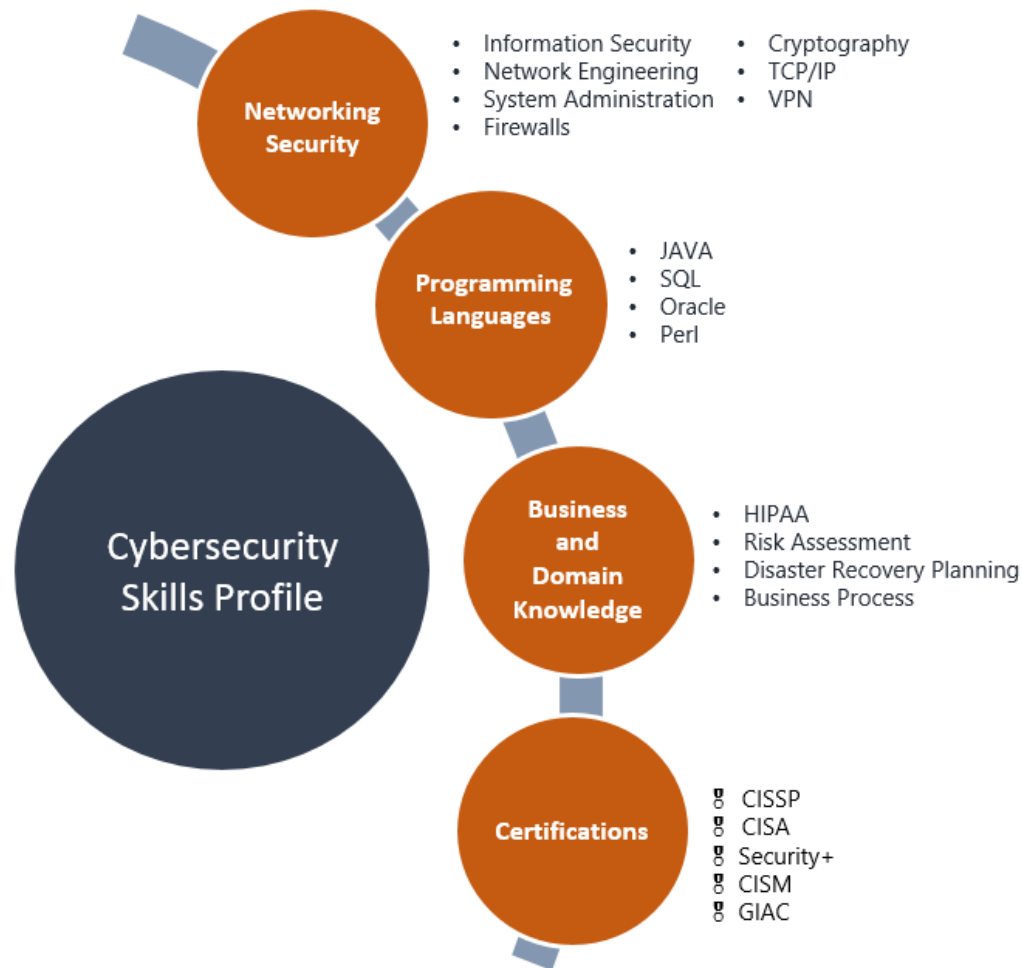 Networking
Security
• Information Security
• Network Engineering
• System Administration
• Firewalls
• Cryptography
• TCP/IP
• VPN
Programming
Languages
• JAVA
• SQL
• Oracle
• Perl
Cybersecurity
Skills Profile
Business
and
Domain
Knowledge
• HIPAA
• Risk Assessment
• Disaster Recovery Planning
• Business Process
Certifications
🎖 CISSP
🎖 CISA
🎖 Security+
🎖 CISM
🎖 GIAC